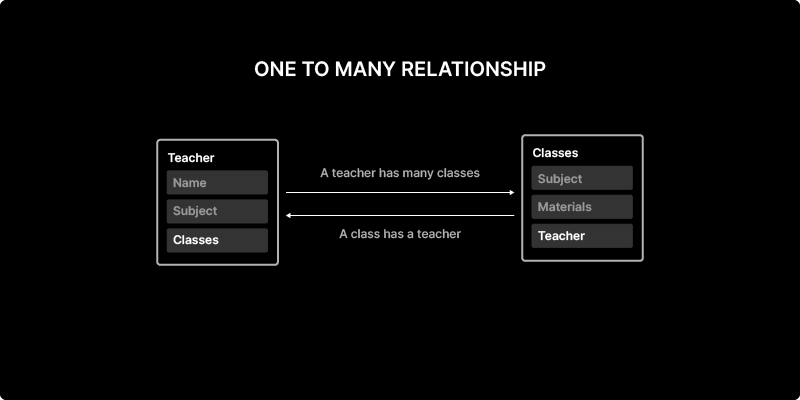 ONE TO MANY RELATIONSHIP
Teacher
Name
Subject
Classes
A teacher has many classes
A class has a teacher
Classes
Subject
Materials
Teacher